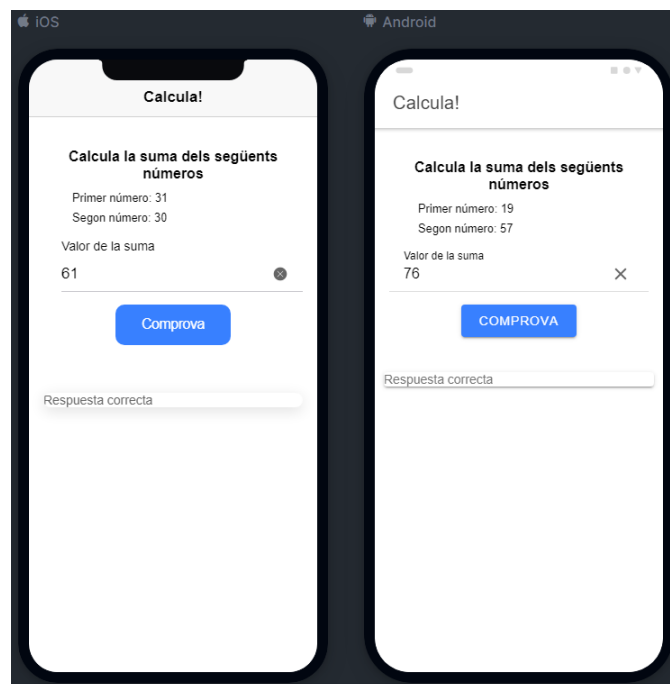 iOS
Calcula!
Calcula la suma dels següents
números
Primer número: 31
Segon número: 30
Valor de la suma
61
Comprova
Respuesta correcta
Android
Calcula!
Calcula la suma dels següents
números
Primer número: 19
Segon número: 57
Valor de la suma
76
COMPROVA
Respuesta correcta